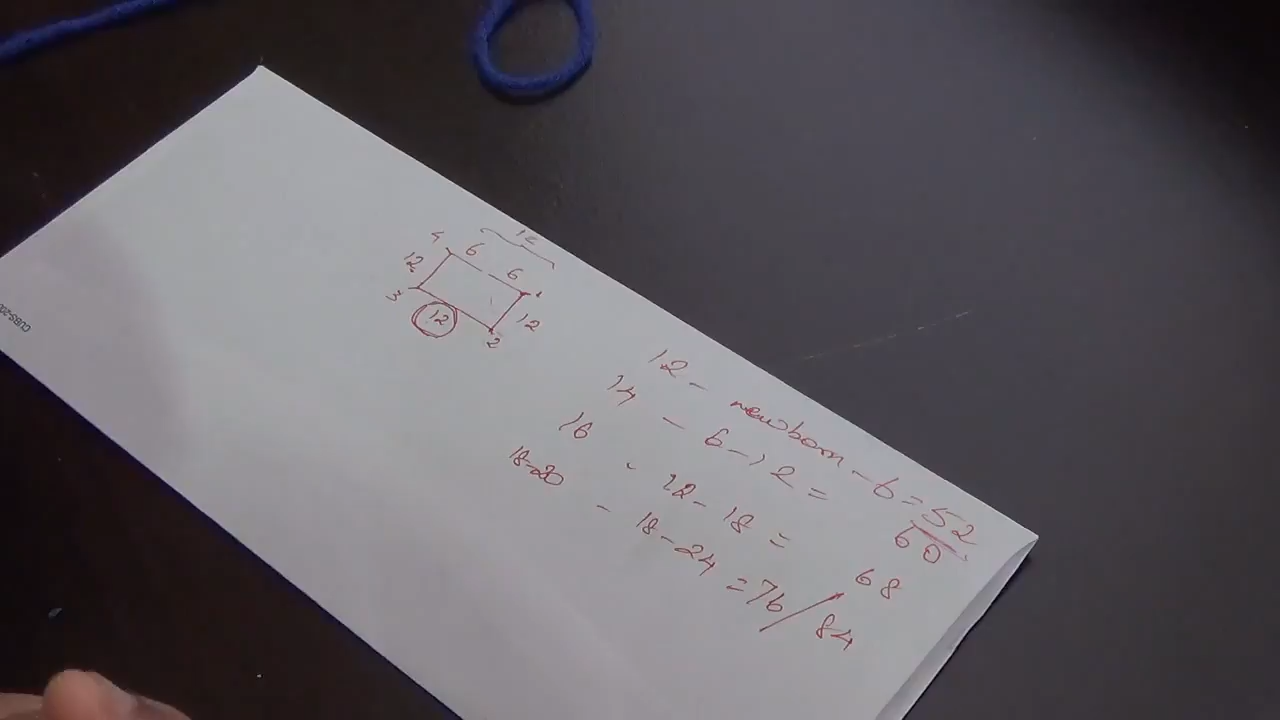 12
4 6 6 1
12 12
3 12 2
12 - newborn - 6 = 52
14 - 6 - 12 = 60
16 - 12 - 18 = 68
18-20 - 18 - 24 = 76 / 84